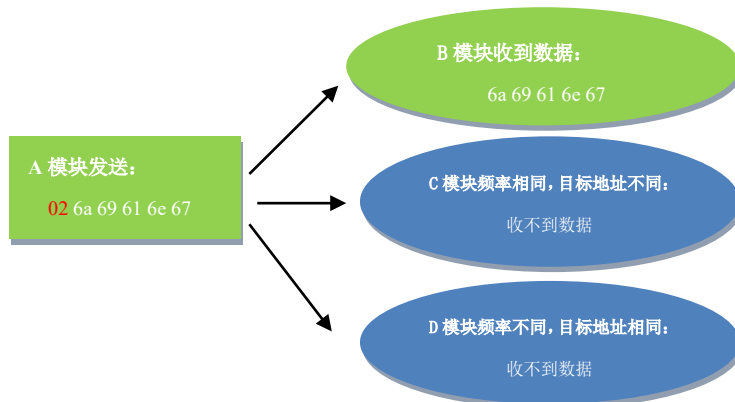 B 模块收到数据：
6a 69 61 6e 67
A 模块发送：
02 6a 69 61 6e 67
C 模块频率相同，目标地址不同：
收不到数据
D 模块频率不同，目标地址相同：
收不到数据